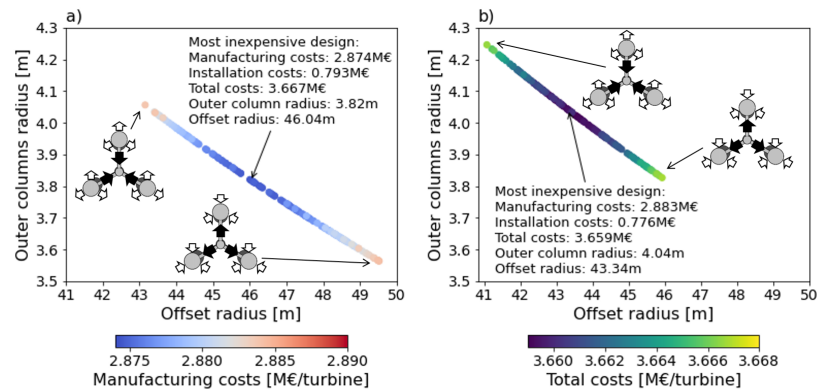 a)
4.3
4.2
4.1
4.0
3.9
3.8
3.7
3.6
3.5
Outer columns radius [m]
Most inexpensive design:
Manufacturing costs: 2.874M€
Installation costs: 0.793M€
Total costs: 3.667M€
Outer column radius: 3.82m
Offset radius: 46.04m
41 42 43 44 45 46 47 48 49 50
Offset radius [m]
2.875 2.880 2.885 2.890
Manufacturing costs [M€/turbine]
b)
4.3
4.2
4.1
4.0
3.9
3.8
3.7
3.6
3.5
Outer columns radius [m]
Most inexpensive design:
Manufacturing costs: 2.883M€
Installation costs: 0.776M€
Total costs: 3.659M€
Outer column radius: 4.04m
Offset radius: 43.34m
41 42 43 44 45 46 47 48 49 50
Offset radius [m]
3.660 3.662 3.664 3.666 3.668
Total costs [M€/turbine]